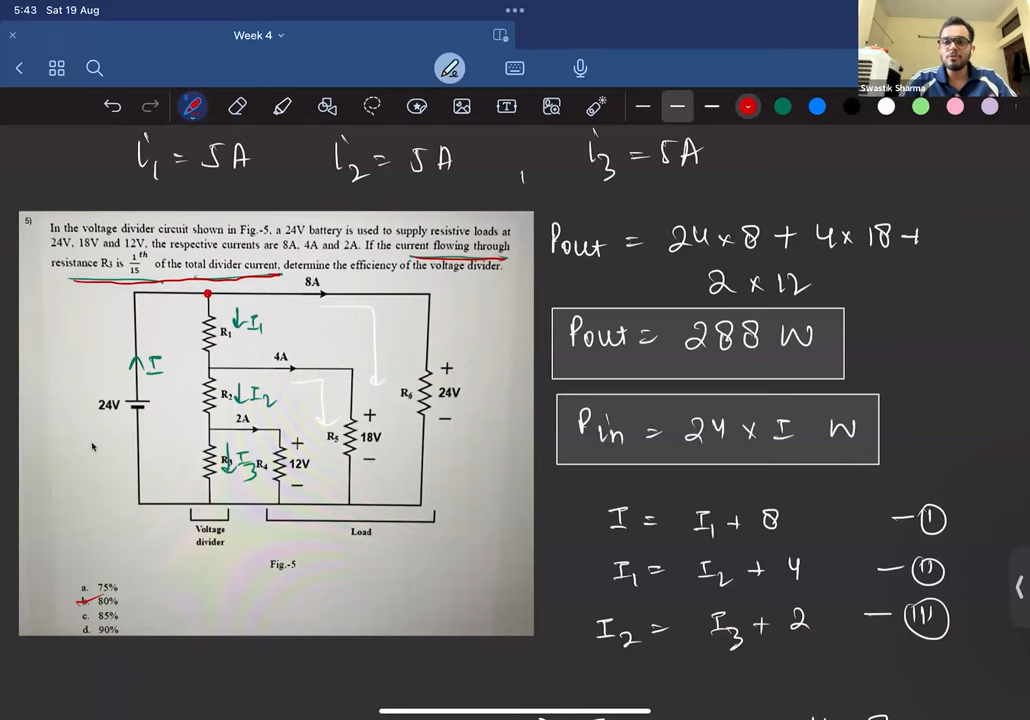 5:43 Sat 19 Aug
Week 4
Swastik Sharma
i₁ = 5A i₂ = 5A , i₃ = 5A
5)
In the voltage divider circuit shown in Fig.-5, a 24V battery is used to supply resistive loads at
24V, 18V and 12V, the respective currents are 8A, 4A and 2A. If the current flowing through
resistance R₃ is 1/15 th of the total divider current, determine the efficiency of the voltage divider.
8A
R₁ ↓I₁
4A
↑I
R₂ ↓I₂
R₆
+
24V
−
24V
2A
+
R₅ 18V
−
R₃ ↓I₃
R₄
+
12V
−
Voltage
divider
Load
Fig.-5
a. 75%
b. 80%
c. 85%
d. 90%
Pout = 24 × 8 + 4 × 18 +
2 × 12
Pout = 288 W
Pin = 24 × I W
I = I₁ + 8 — (I)
I₁ = I₂ + 4 — (II)
I₂ = I₃ + 2 — (III)